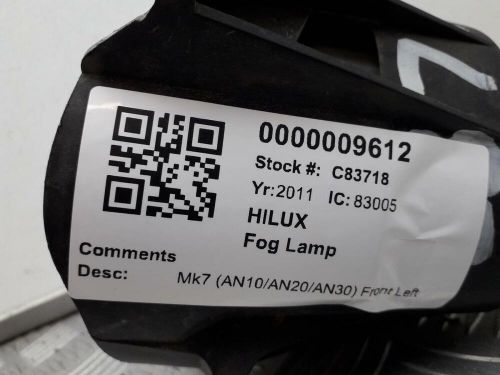 0000009612
Stock #: C83718
Yr:2011 IC: 83005
HILUX
Fog Lamp
Comments
Desc: Mk7 (AN10/AN20/AN30) Front Left